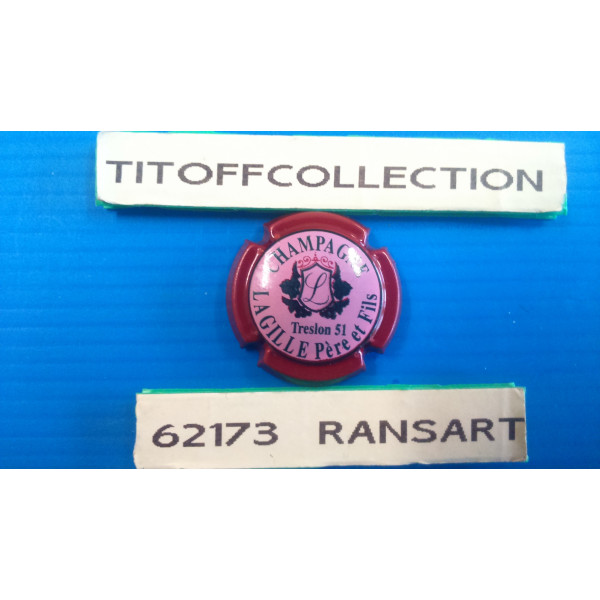 TITOFFCOLLECTION
CHAMPAGNE
L
Treslon 51
LAGILLE Père et Fils
62173 RANSART